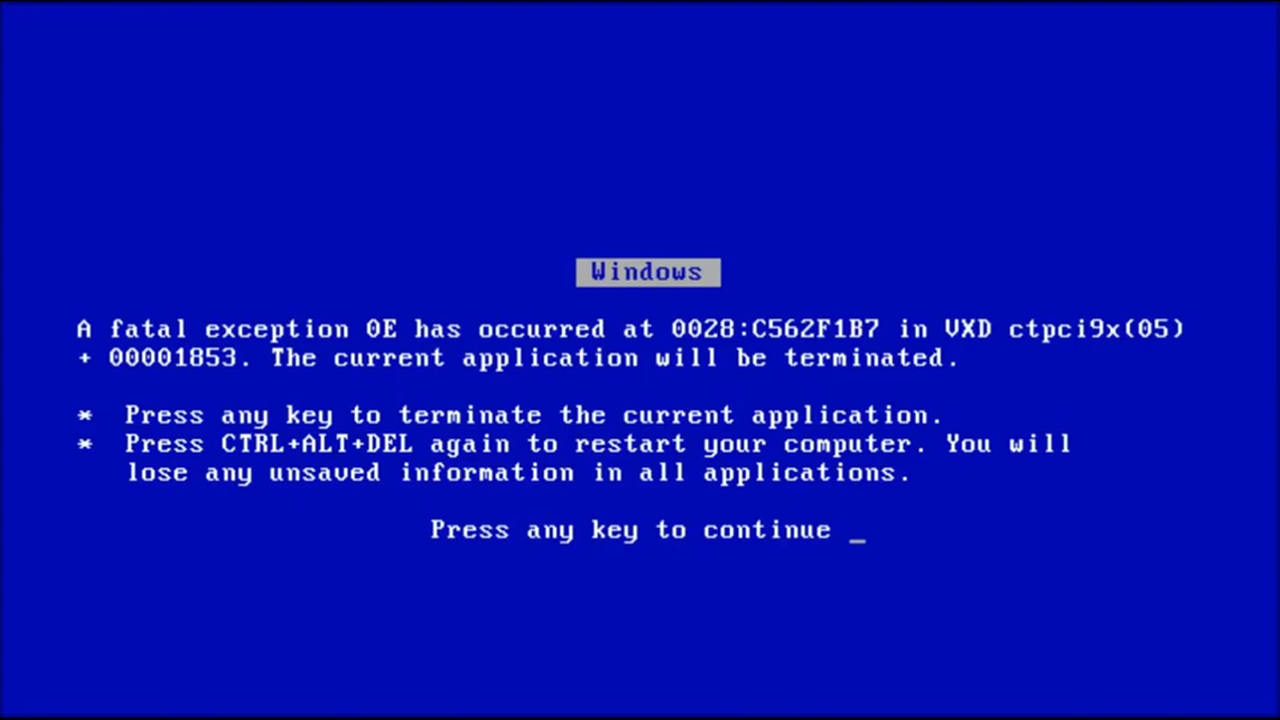 Windows
A fatal exception 0E has occurred at 0028:C562F1B7 in VXD ctpci9x(05)
+ 00001853. The current application will be terminated.
* Press any key to terminate the current application.
* Press CTRL+ALT+DEL again to restart your computer. You will
lose any unsaved information in all applications.
Press any key to continue _